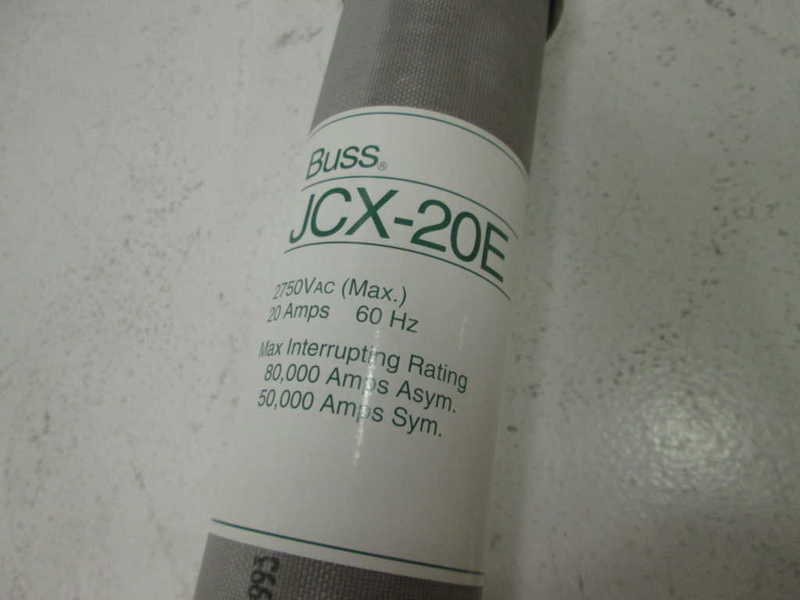 Buss®
JCX-20E
2750VAC (Max.)
20 Amps 60 Hz
Max Interrupting Rating
80,000 Amps Asym.
50,000 Amps Sym.